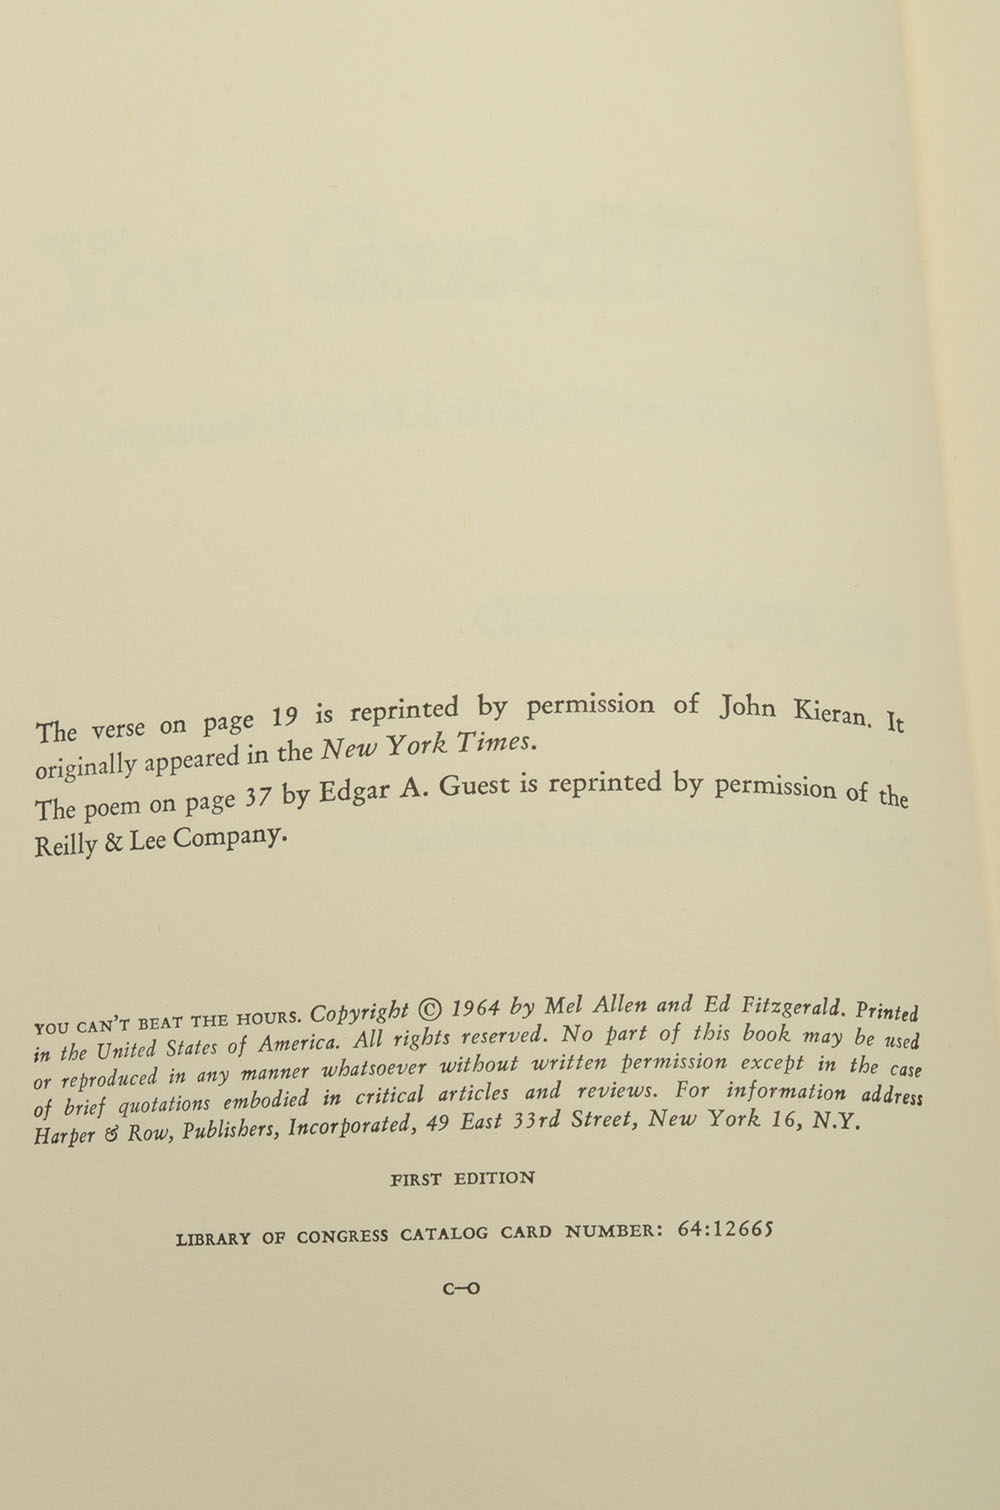 The verse on page 19 is reprinted by permission of John Kieran. It
originally appeared in the New York Times.
The poem on page 37 by Edgar A. Guest is reprinted by permission of the
Reilly & Lee Company.
YOU CAN'T BEAT THE HOURS. Copyright © 1964 by Mel Allen and Ed Fitzgerald. Printed
in the United States of America. All rights reserved. No part of this book may be used
or reproduced in any manner whatsoever without written permission except in the case
of brief quotations embodied in critical articles and reviews. For information address
Harper & Row, Publishers, Incorporated, 49 East 33rd Street, New York 16, N.Y.
FIRST EDITION
LIBRARY OF CONGRESS CATALOG CARD NUMBER: 64:12665
C–O